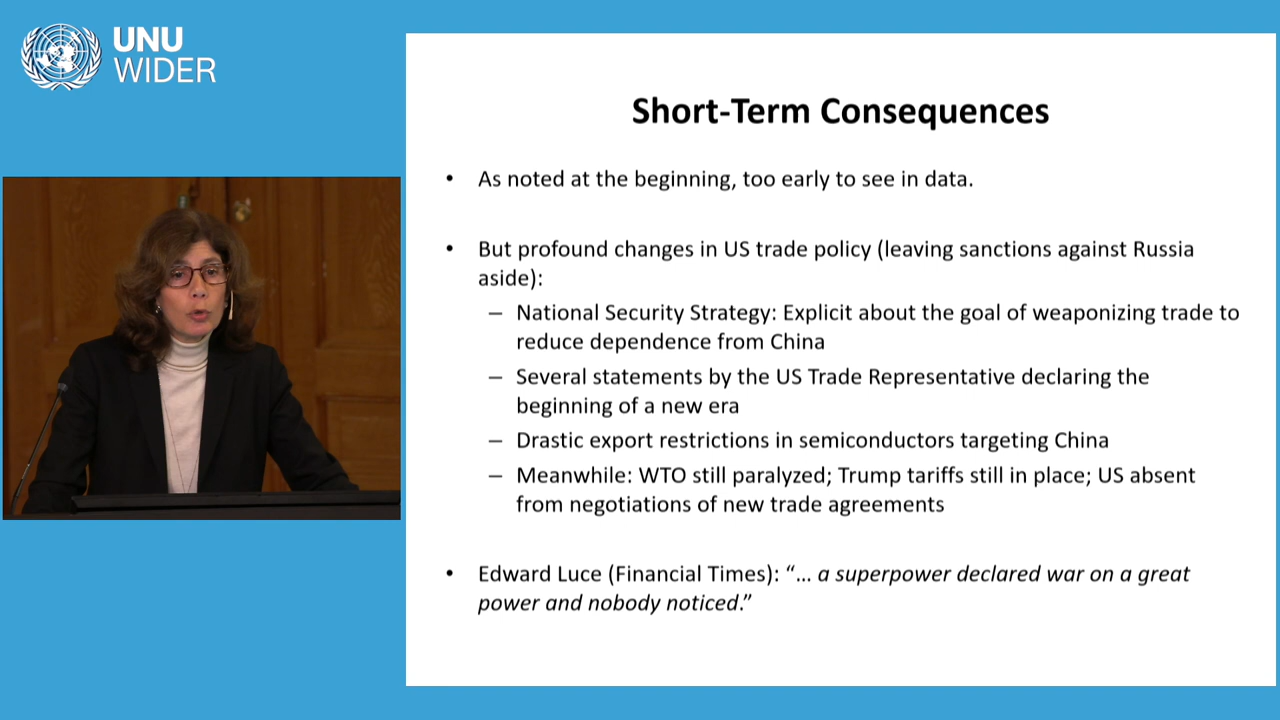 UNU
WIDER
Short-Term Consequences
• As noted at the beginning, too early to see in data.
• But profound changes in US trade policy (leaving sanctions against Russia
aside):
– National Security Strategy: Explicit about the goal of weaponizing trade to
reduce dependence from China
– Several statements by the US Trade Representative declaring the
beginning of a new era
– Drastic export restrictions in semiconductors targeting China
– Meanwhile: WTO still paralyzed; Trump tariffs still in place; US absent
from negotiations of new trade agreements
• Edward Luce (Financial Times): “… a superpower declared war on a great
power and nobody noticed.”